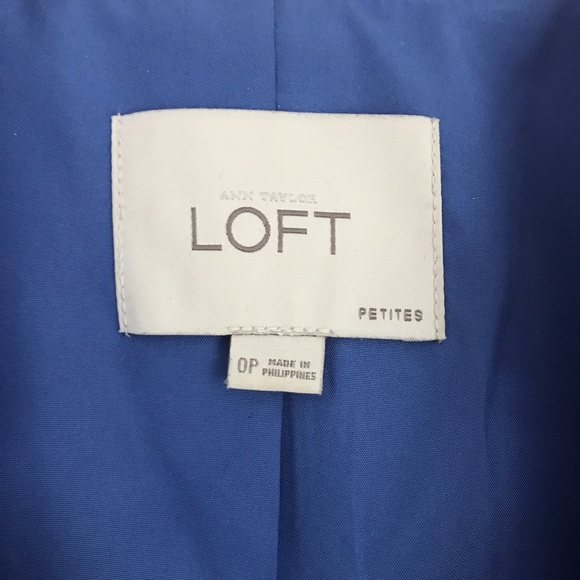 ANN TAYLOR
LOFT
PETITES
0P MADE IN
PHILIPPINES